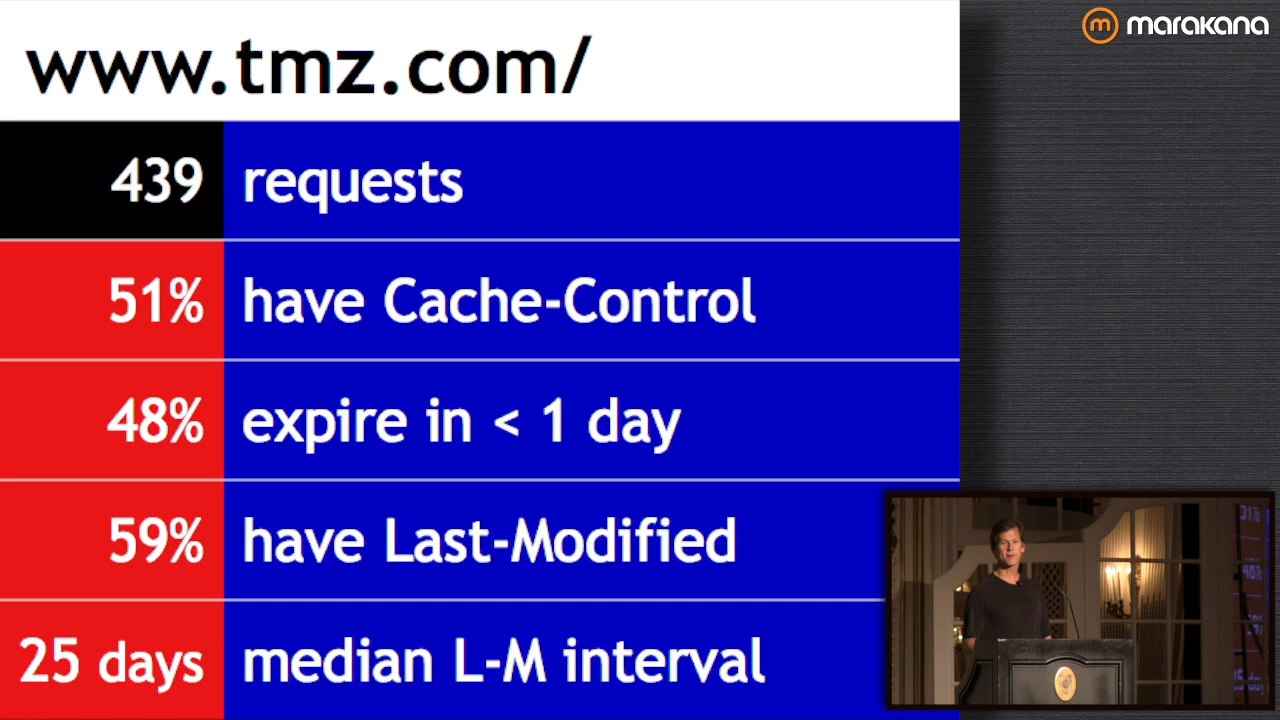 www.tmz.com/
marakana
439 requests
51% have Cache-Control
48% expire in < 1 day
59% have Last-Modified
25 days median L-M interval